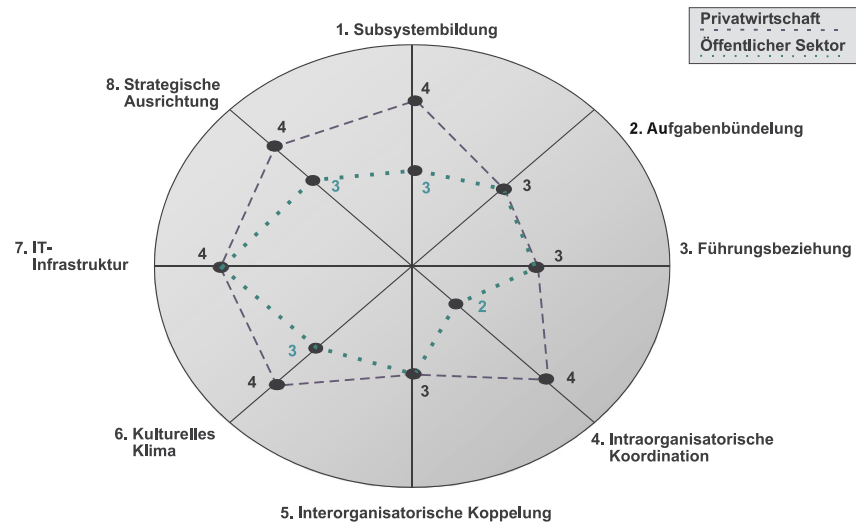 Privatwirtschaft
Öffentlicher Sektor
1. Subsystembildung
8. Strategische
Ausrichtung
2. Aufgabenbündelung
7. IT-
Infrastruktur
3. Führungsbeziehung
6. Kulturelles
Klima
4. Intraorganisatorische
Koordination
5. Interorganisatorische Koppelung
4
4
3
3
3
4
3
2
3
4
3
4